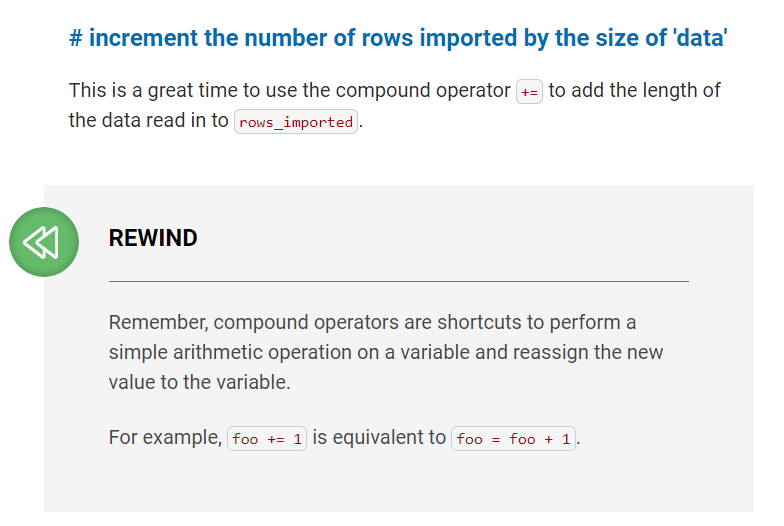 # increment the number of rows imported by the size of 'data'
This is a great time to use the compound operator += to add the length of
the data read in to rows_imported.
REWIND
Remember, compound operators are shortcuts to perform a
simple arithmetic operation on a variable and reassign the new
value to the variable.
For example, foo += 1 is equivalent to foo = foo + 1.